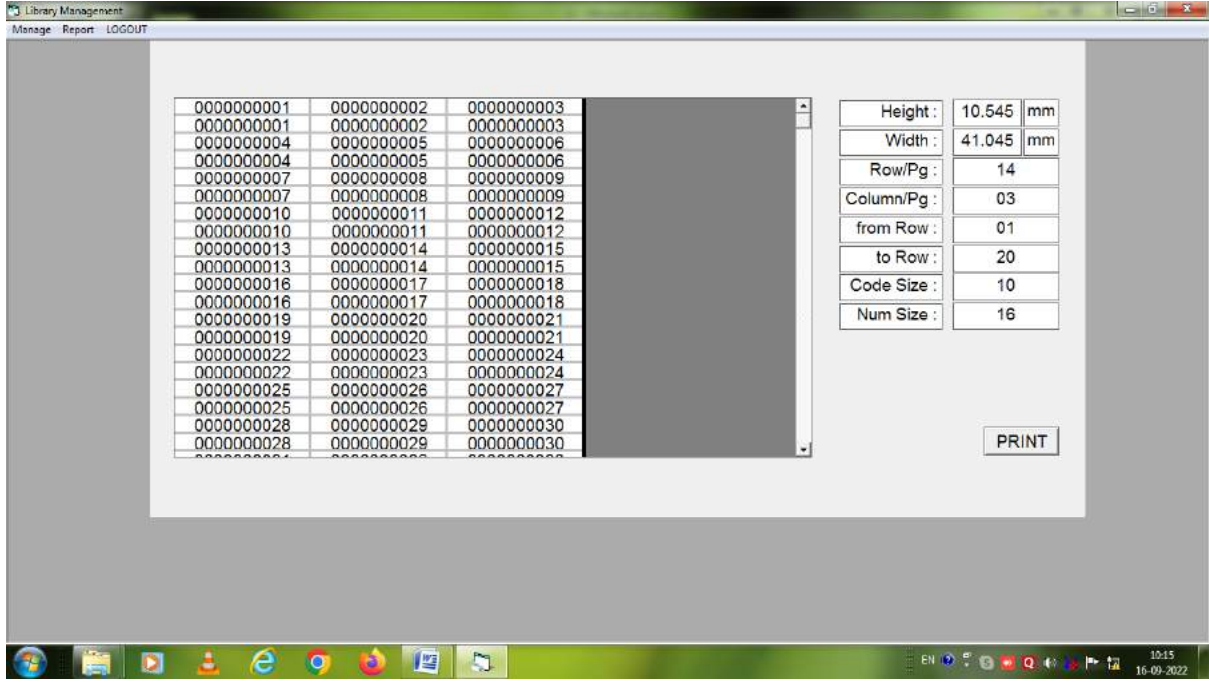 Library Management
Manage Report LOGOUT
0000000001 0000000002 0000000003
0000000001 0000000002 0000000003
0000000004 0000000005 0000000006
0000000004 0000000005 0000000006
0000000007 0000000008 0000000009
0000000007 0000000008 0000000009
0000000010 0000000011 0000000012
0000000010 0000000011 0000000012
0000000013 0000000014 0000000015
0000000013 0000000014 0000000015
0000000016 0000000017 0000000018
0000000016 0000000017 0000000018
0000000019 0000000020 0000000021
0000000019 0000000020 0000000021
0000000022 0000000023 0000000024
0000000022 0000000023 0000000024
0000000025 0000000026 0000000027
0000000025 0000000026 0000000027
0000000028 0000000029 0000000030
0000000028 0000000029 0000000030
Height : 10.545 mm
Width : 41.045 mm
Row/Pg : 14
Column/Pg : 03
from Row : 01
to Row : 20
Code Size : 10
Num Size : 16
PRINT
EN
10:15
16-09-2022